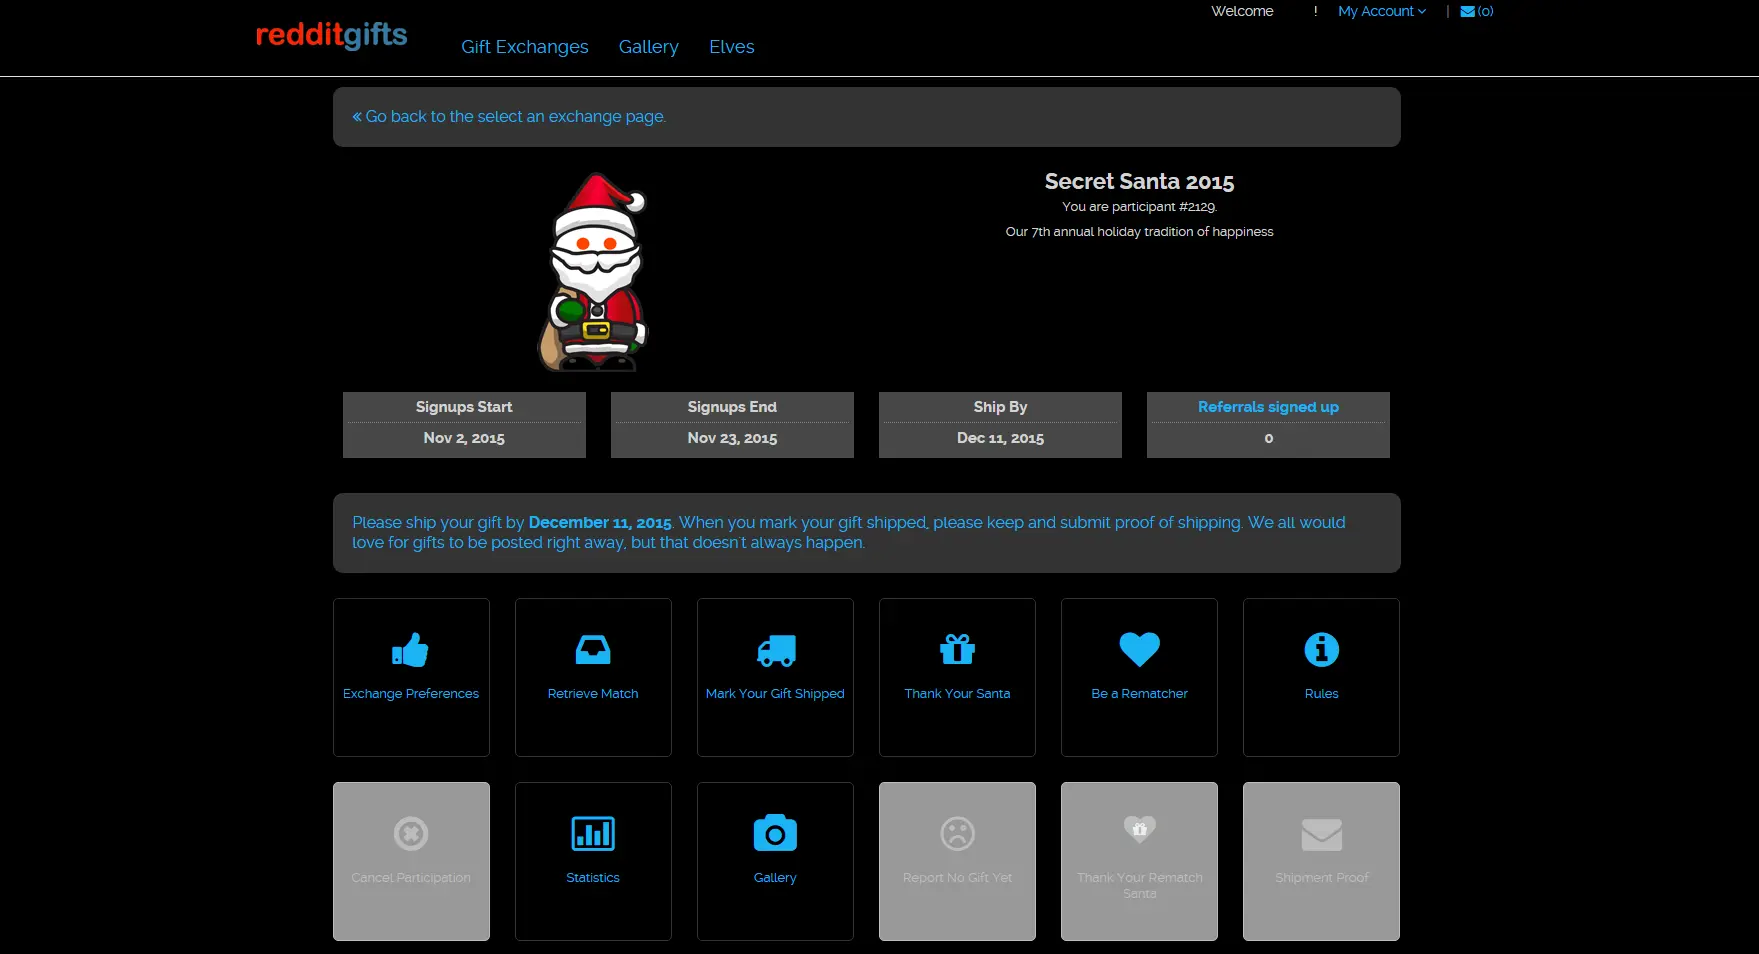 Welcome ! My Account | (0)
redditgifts
Gift Exchanges Gallery Elves
« Go back to the select an exchange page.
Secret Santa 2015
You are participant #2129.
Our 7th annual holiday tradition of happiness
Signups Start
Nov 2, 2015
Signups End
Nov 23, 2015
Ship By
Dec 11, 2015
Referrals signed up
0
Please ship your gift by December 11, 2015. When you mark your gift shipped, please keep and submit proof of shipping. We all would
love for gifts to be posted right away, but that doesn't always happen.
Exchange Preferences
Retrieve Match
Mark Your Gift Shipped
Thank Your Santa
Be a Rematcher
Rules
Cancel Participation
Statistics
Gallery
Report No Gift Yet
Thank Your Rematch
Santa
Shipment Proof